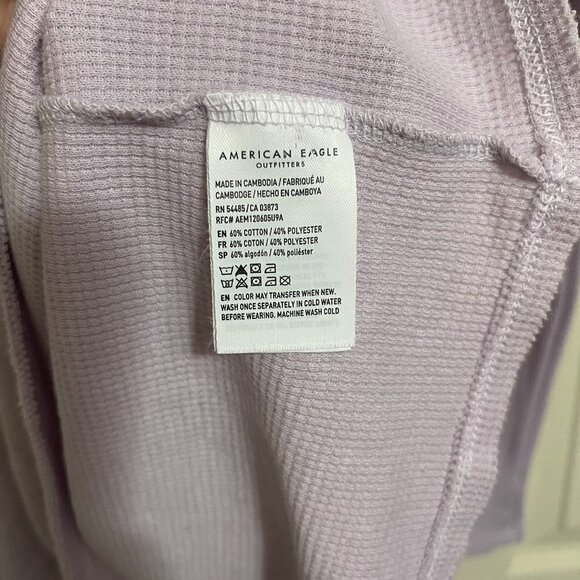 AMERICAN EAGLE
OUTFITTERS
MADE IN CAMBODIA / FABRIQUÉ AU
CAMBODGE / HECHO EN CAMBOYA
RN 54485 / CA 03873
RFC# AEM120605U9A
EN 60% COTTON / 40% POLYESTER
FR 60% COTON / 40% POLYESTER
SP 60% algodón / 40% poliéster
EN COLOR MAY TRANSFER WHEN NEW.
WASH ONCE SEPARATELY IN COLD WATER
BEFORE WEARING. MACHINE WASH COLD